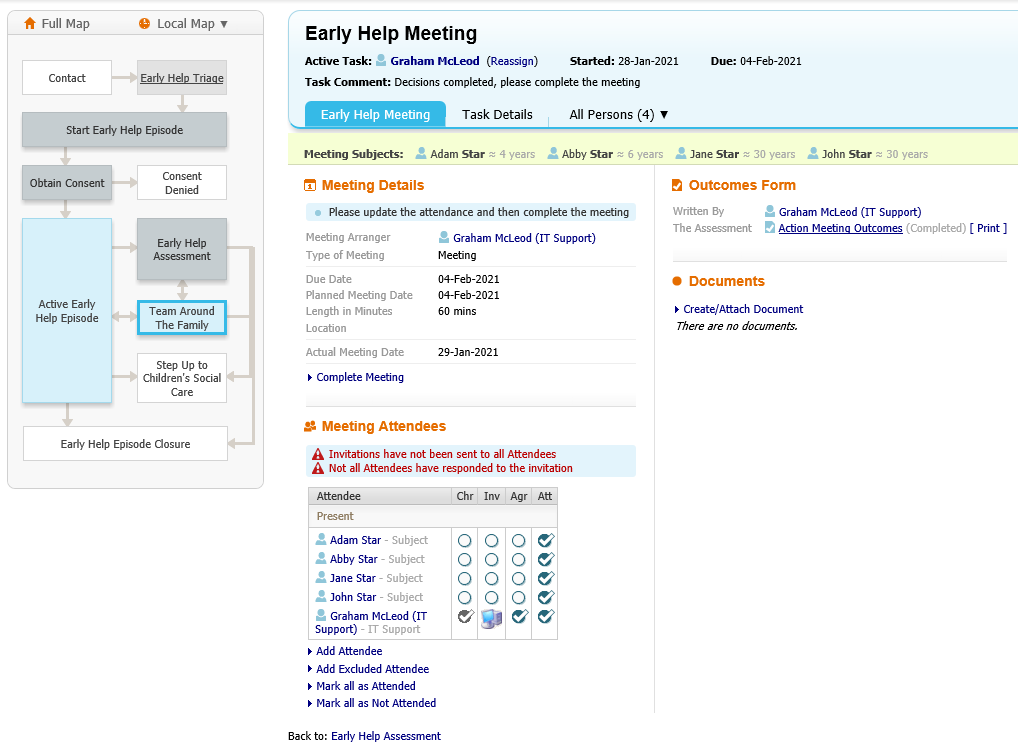 Full Map
Local Map ▼
Contact
Early Help Triage
Start Early Help Episode
Obtain Consent
Consent
Denied
Early Help
Assessment
Active Early
Help Episode
Team Around
The Family
Step Up to
Children's Social
Care
Early Help Episode Closure
Early Help Meeting
Active Task: Graham McLeod (Reassign) Started: 28-Jan-2021 Due: 04-Feb-2021
Task Comment: Decisions completed, please complete the meeting
Early Help Meeting Task Details All Persons (4) ▼
Meeting Subjects: Adam Star ≈ 4 years Abby Star ≈ 6 years Jane Star ≈ 30 years John Star ≈ 30 years
Meeting Details
Please update the attendance and then complete the meeting
Meeting Arranger Graham McLeod (IT Support)
Type of Meeting Meeting
Due Date 04-Feb-2021
Planned Meeting Date 04-Feb-2021
Length in Minutes 60 mins
Location
Actual Meeting Date 29-Jan-2021
Complete Meeting
Meeting Attendees
Invitations have not been sent to all Attendees
Not all Attendees have responded to the invitation
Attendee Chr Inv Agr Att
Present
Adam Star - Subject
Abby Star - Subject
Jane Star - Subject
John Star - Subject
Graham McLeod (IT
Support) - IT Support
Add Attendee
Add Excluded Attendee
Mark all as Attended
Mark all as Not Attended
Outcomes Form
Written By Graham McLeod (IT Support)
The Assessment Action Meeting Outcomes (Completed) [ Print ]
Documents
Create/Attach Document
There are no documents.
Back to: Early Help Assessment